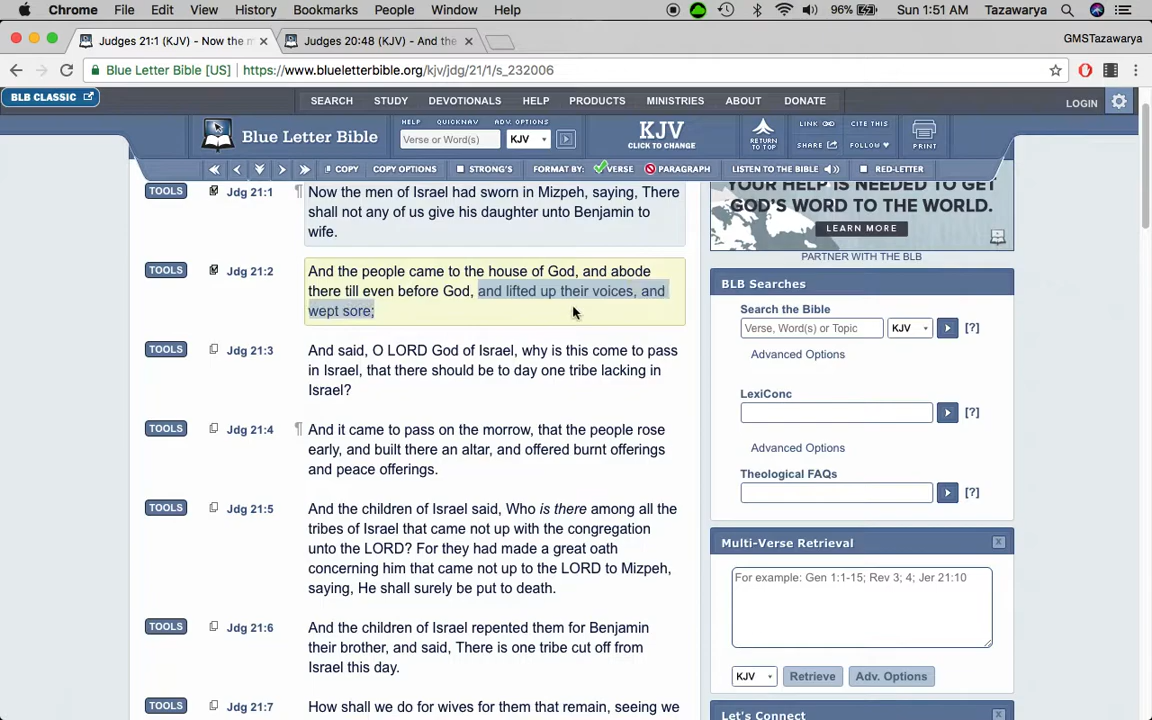 Chrome File Edit View History Bookmarks People Window Help 96% Sun 1:51 AM Tazawarya
Judges 21:1 (KJV) - Now the m Judges 20:48 (KJV) - And the GMSTazawarya
Blue Letter Bible [US] https://www.blueletterbible.org/kjv/jdg/21/1/s_232006
BLB CLASSIC SEARCH STUDY DEVOTIONALS HELP PRODUCTS MINISTRIES ABOUT DONATE LOGIN
HELP QUICKNAV ADV. OPTIONS
Blue Letter Bible Verse or Word(s) KJV
KJV
CLICK TO CHANGE
RETURN
TO TOP
LINK CITE THIS
SHARE FOLLOW
PRINT
COPY COPY OPTIONS STRONG'S FORMAT BY: VERSE PARAGRAPH LISTEN TO THE BIBLE RED-LETTER
TOOLS Jdg 21:1 ¶ Now the men of Israel had sworn in Mizpeh, saying, There
shall not any of us give his daughter unto Benjamin to
wife.
TOOLS Jdg 21:2 And the people came to the house of God, and abode
there till even before God, and lifted up their voices, and
wept sore;
TOOLS Jdg 21:3 And said, O LORD God of Israel, why is this come to pass
in Israel, that there should be to day one tribe lacking in
Israel?
TOOLS Jdg 21:4 ¶ And it came to pass on the morrow, that the people rose
early, and built there an altar, and offered burnt offerings
and peace offerings.
TOOLS Jdg 21:5 And the children of Israel said, Who is there among all the
tribes of Israel that came not up with the congregation
unto the LORD? For they had made a great oath
concerning him that came not up to the LORD to Mizpeh,
saying, He shall surely be put to death.
TOOLS Jdg 21:6 And the children of Israel repented them for Benjamin
their brother, and said, There is one tribe cut off from
Israel this day.
TOOLS Jdg 21:7 How shall we do for wives for them that remain, seeing we
YOUR HELP IS NEEDED TO GET
GOD'S WORD TO THE WORLD.
LEARN MORE
PARTNER WITH THE BLB
BLB Searches
Search the Bible
Verse, Word(s) or Topic KJV [?]
Advanced Options
LexiConc
[?]
Advanced Options
Theological FAQs
[?]
Multi-Verse Retrieval x
For example: Gen 1:1-15; Rev 3; 4; Jer 21:10
KJV Retrieve Adv. Options
Let's Connect x